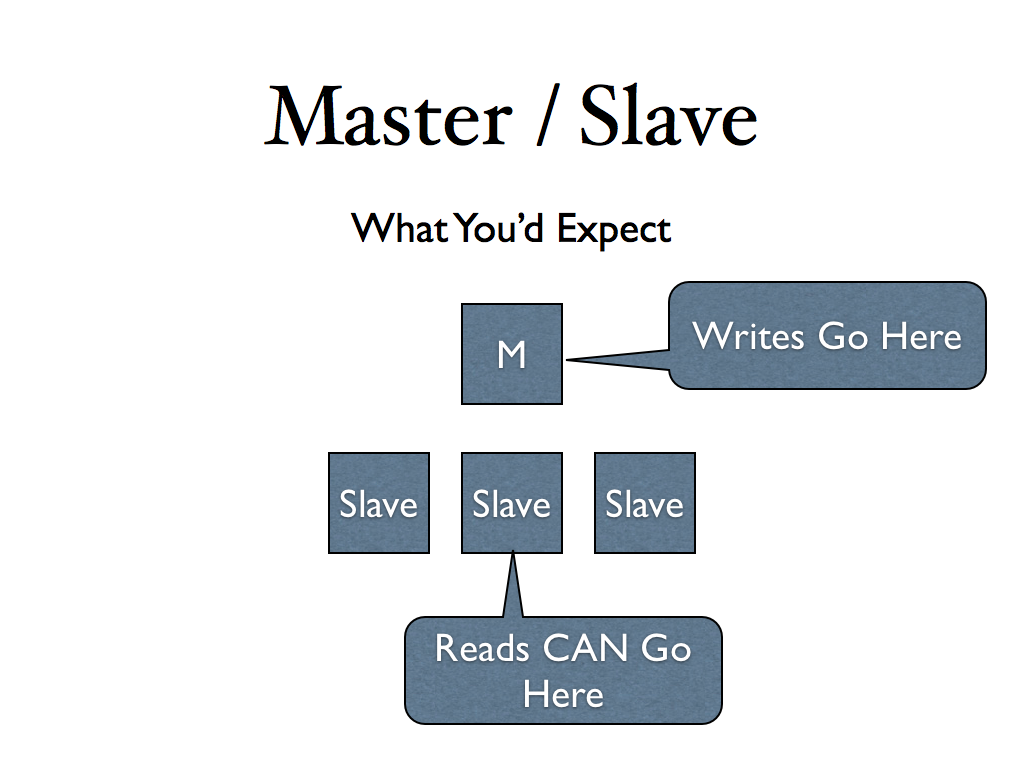 Master / Slave
What You’d Expect
M
Writes Go Here
Slave
Slave
Slave
Reads CAN Go
Here